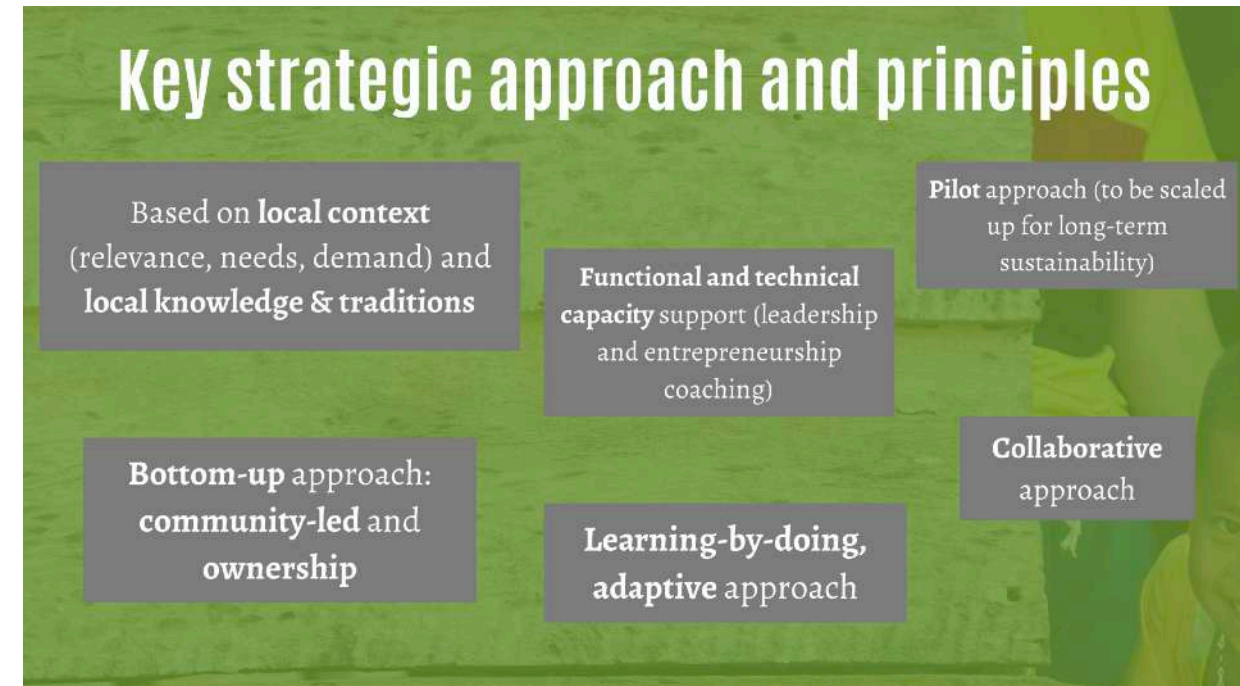 Key strategic approach and principles
Based on local context
(relevance, needs, demand) and
local knowledge & traditions
Functional and technical
capacity support (leadership
and entrepreneurship
coaching)
Pilot approach (to be scaled
up for long-term
sustainability)
Bottom-up approach:
community-led and
ownership
Learning-by-doing,
adaptive approach
Collaborative
approach